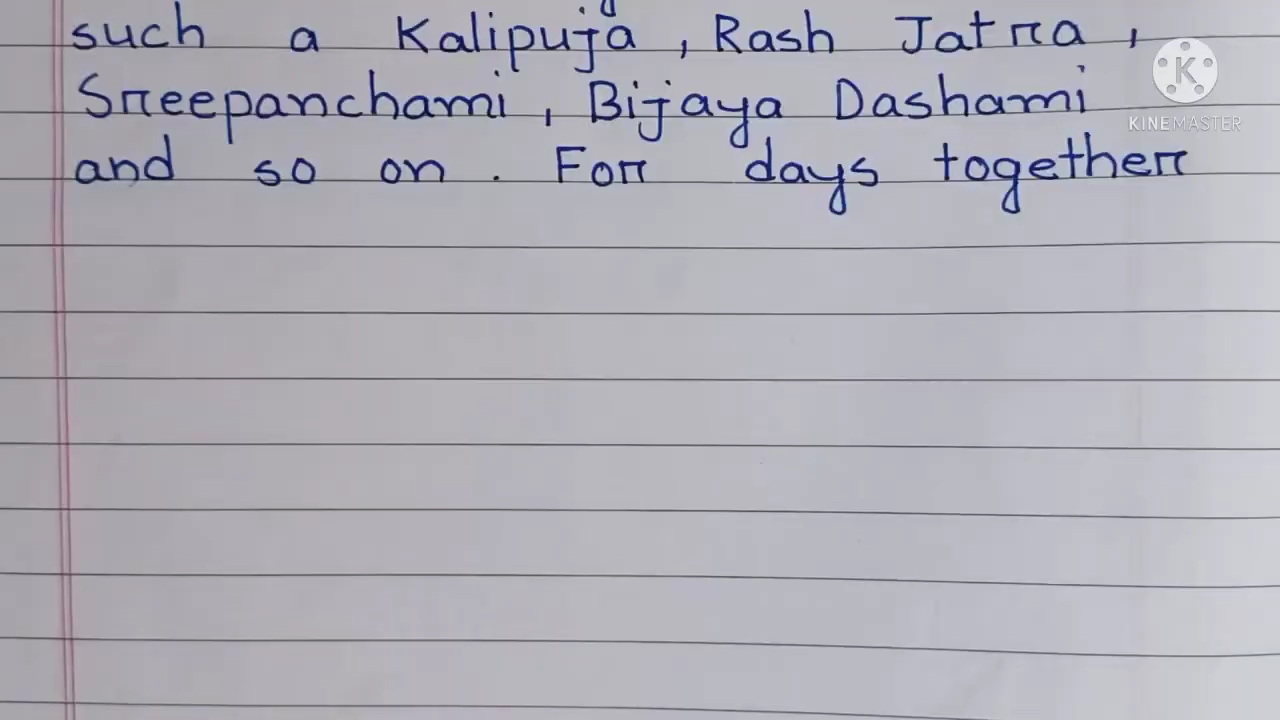 such a Kalipuja, Rash Jatra,
Sreepanchami, Bijaya Dashami
and so on. For days together
K
KINEMASTER